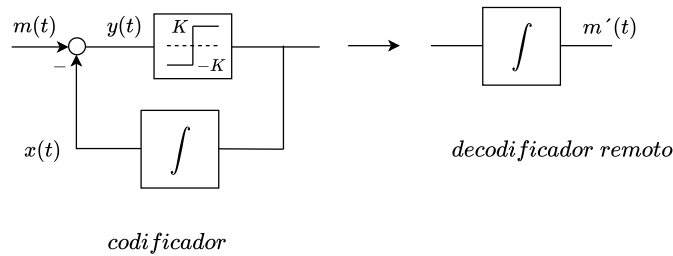 m(t)
y(t)
K
−K
−
x(t)
∫
codificador
∫
m´(t)
decodificador remoto